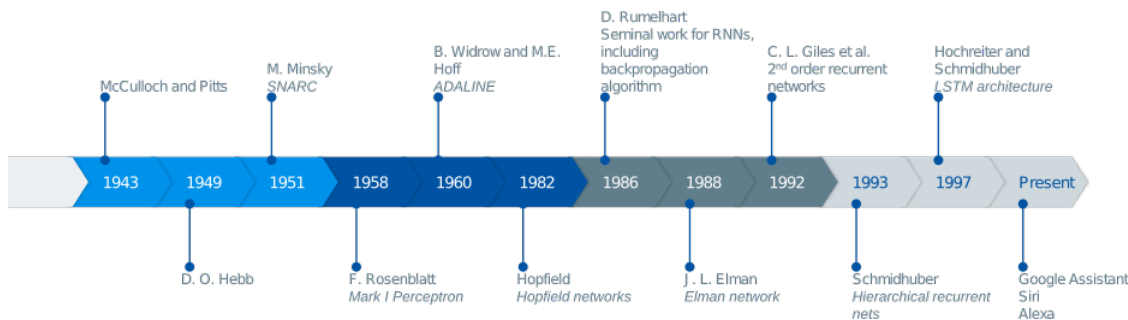 McCulloch and Pitts
M. Minsky
SNARC
B. Widrow and M.E.
Hoff
ADALINE
D. Rumelhart
Seminal work for RNNs,
including
backpropagation
algorithm
C. L. Giles et al.
2nd order recurrent
networks
Hochreiter and
Schmidhuber
LSTM architecture
1943
1949
1951
1958
1960
1982
1986
1988
1992
1993
1997
Present
D. O. Hebb
F. Rosenblatt
Mark I Perceptron
Hopfield
Hopfield networks
J. L. Elman
Elman network
Schmidhuber
Hierarchical recurrent
nets
Google Assistant
Siri
Alexa